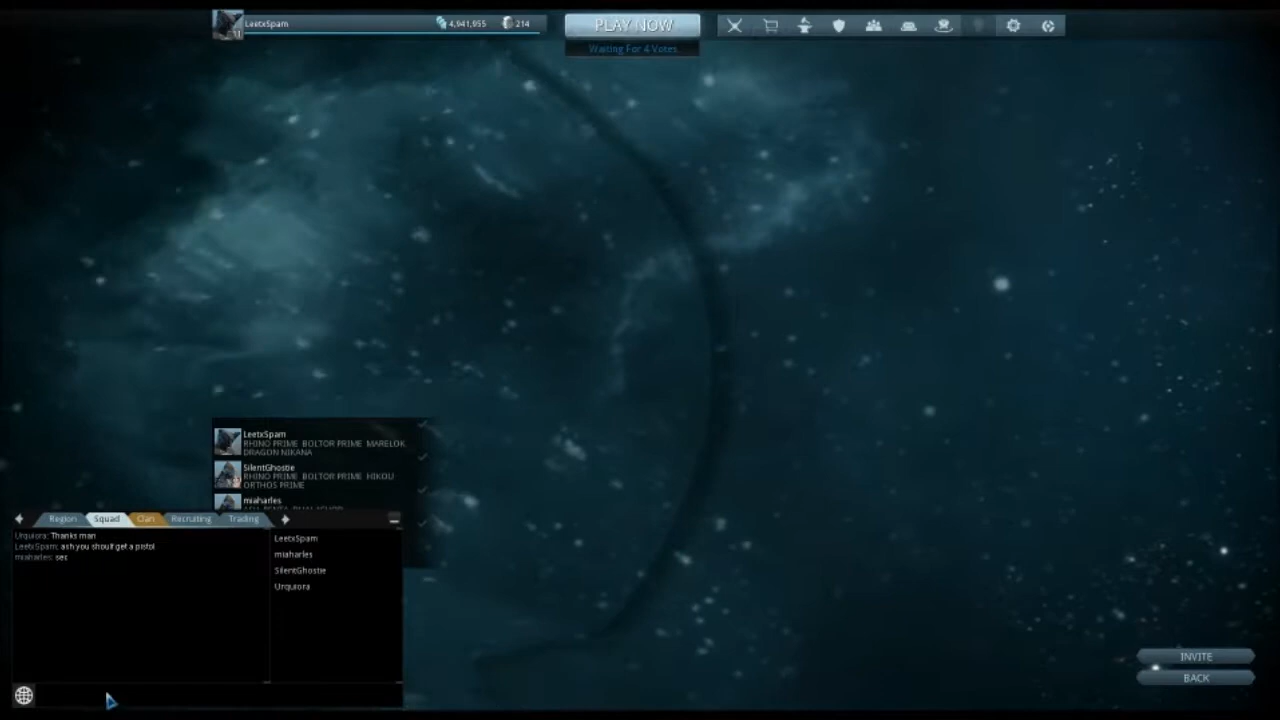 LeetxSpam 4,941,955 214
11
PLAY NOW
Waiting For 4 Votes
LeetxSpam
RHINO PRIME BOLTOR PRIME MARELOK
DRAGON NIKANA
SilentGhostie
RHINO PRIME BOLTOR PRIME HIKOU
ORTHOS PRIME
miaharles
Region Squad Clan Recruiting Trading
Urquiora: Thanks man
LeetxSpam: ash you should get a pistol
miaharles: sec
LeetxSpam
miaharles
SilentGhostie
Urquiora
INVITE
BACK